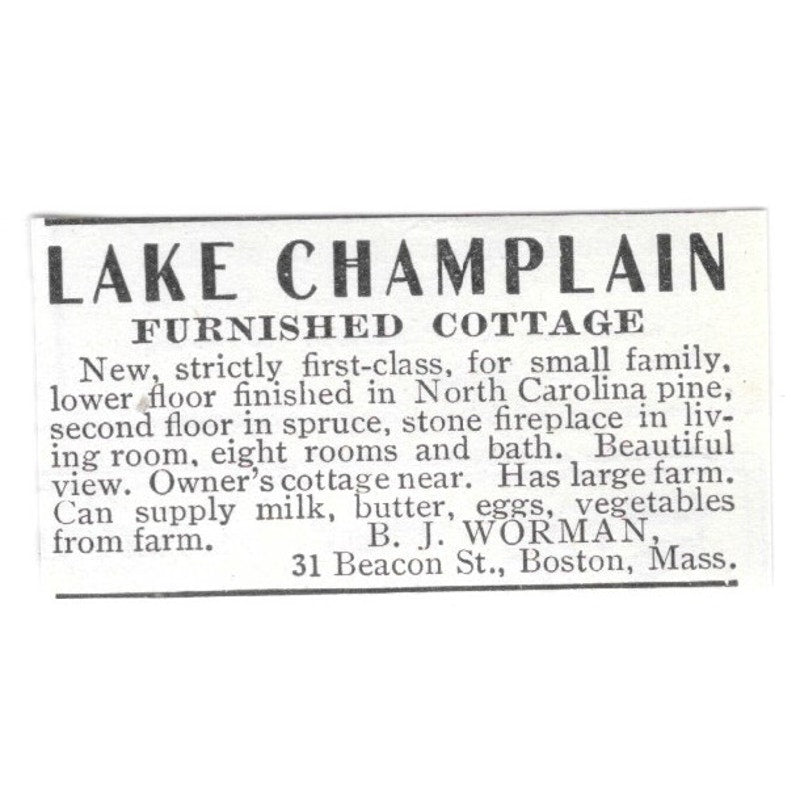 LAKE CHAMPLAIN
FURNISHED COTTAGE
New, strictly first-class, for small family,
lower floor finished in North Carolina pine,
second floor in spruce, stone fireplace in liv-
ing room, eight rooms and bath. Beautiful
view. Owner's cottage near. Has large farm.
Can supply milk, butter, eggs, vegetables
from farm. B. J. WORMAN,
31 Beacon St., Boston, Mass.